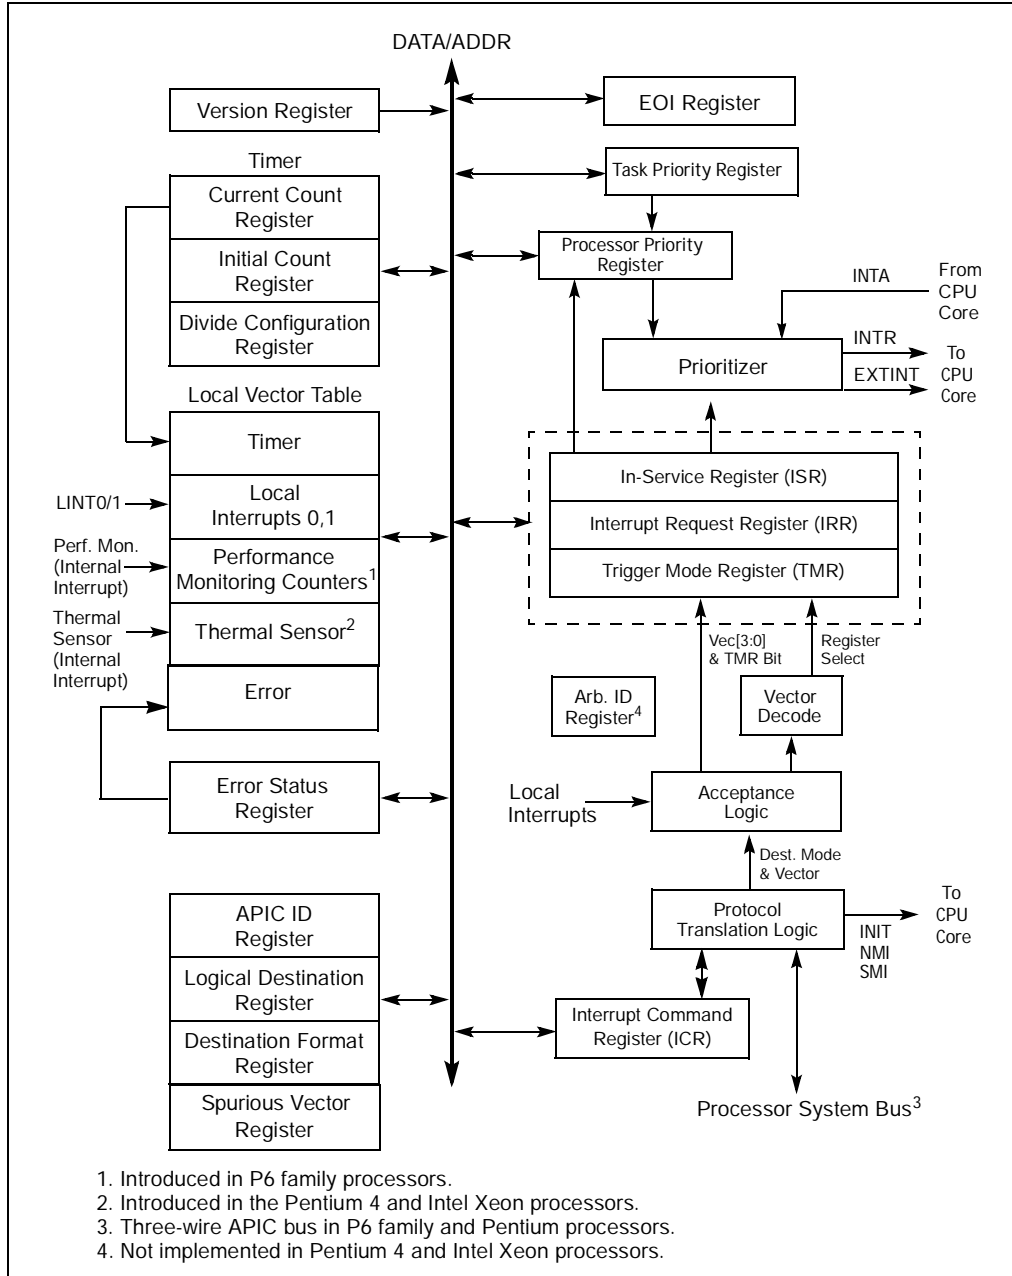 DATA/ADDR
Version Register
EOI Register
Timer
Task Priority Register
Current Count
Register
Initial Count
Register
Divide Configuration
Register
Processor Priority
Register
INTA
From
CPU
Core
Prioritizer
INTR
EXTINT
To
CPU
Core
Local Vector Table
Timer
LINT0/1
Local
Interrupts 0,1
Perf. Mon.
(Internal
Interrupt)
Performance
Monitoring Counters1
Thermal
Sensor
(Internal
Interrupt)
Thermal Sensor2
Error
In-Service Register (ISR)
Interrupt Request Register (IRR)
Trigger Mode Register (TMR)
Vec[3:0]
& TMR Bit
Register
Select
Arb. ID
Register4
Vector
Decode
Error Status
Register
Local
Interrupts
Acceptance
Logic
Dest. Mode
& Vector
APIC ID
Register
Logical Destination
Register
Destination Format
Register
Spurious Vector
Register
Protocol
Translation Logic
INIT
NMI
SMI
To
CPU
Core
Interrupt Command
Register (ICR)
Processor System Bus3
1. Introduced in P6 family processors.
2. Introduced in the Pentium 4 and Intel Xeon processors.
3. Three-wire APIC bus in P6 family and Pentium processors.
4. Not implemented in Pentium 4 and Intel Xeon processors.